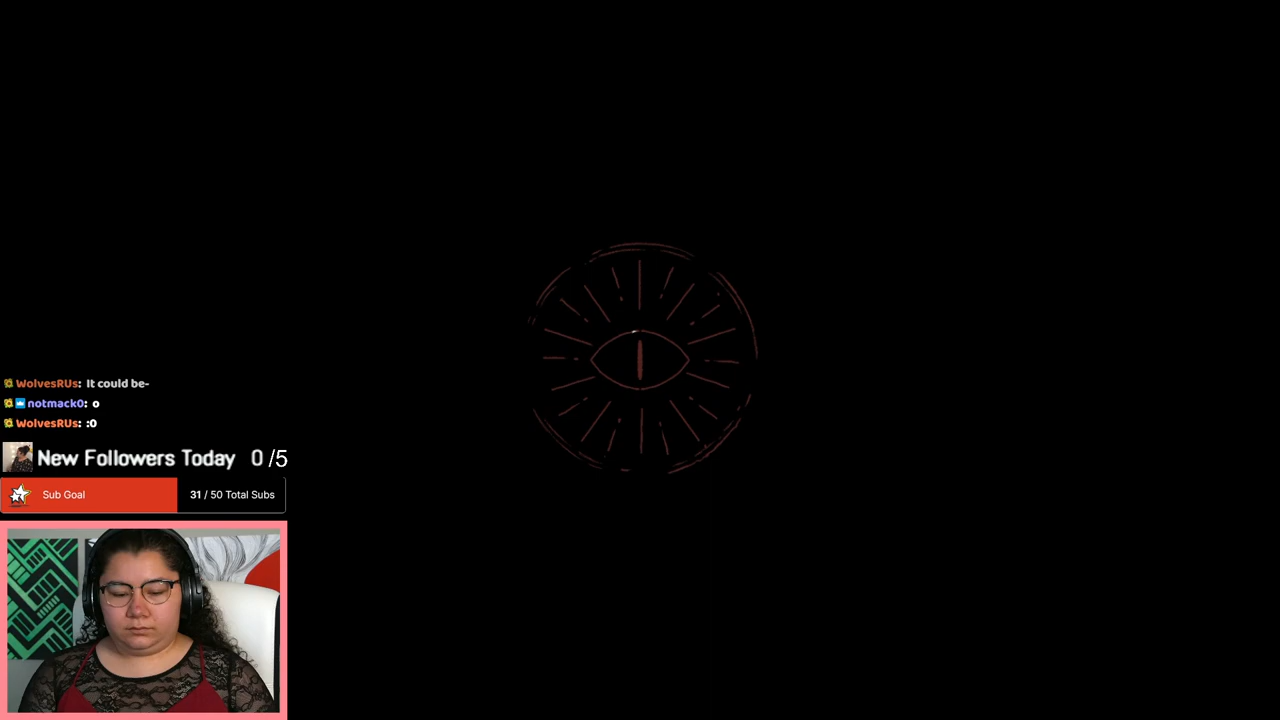 WolvesRUs: It could be-
notmack0: o
WolvesRUs: :0
New Followers Today 0 /5
Sub Goal 31 / 50 Total Subs